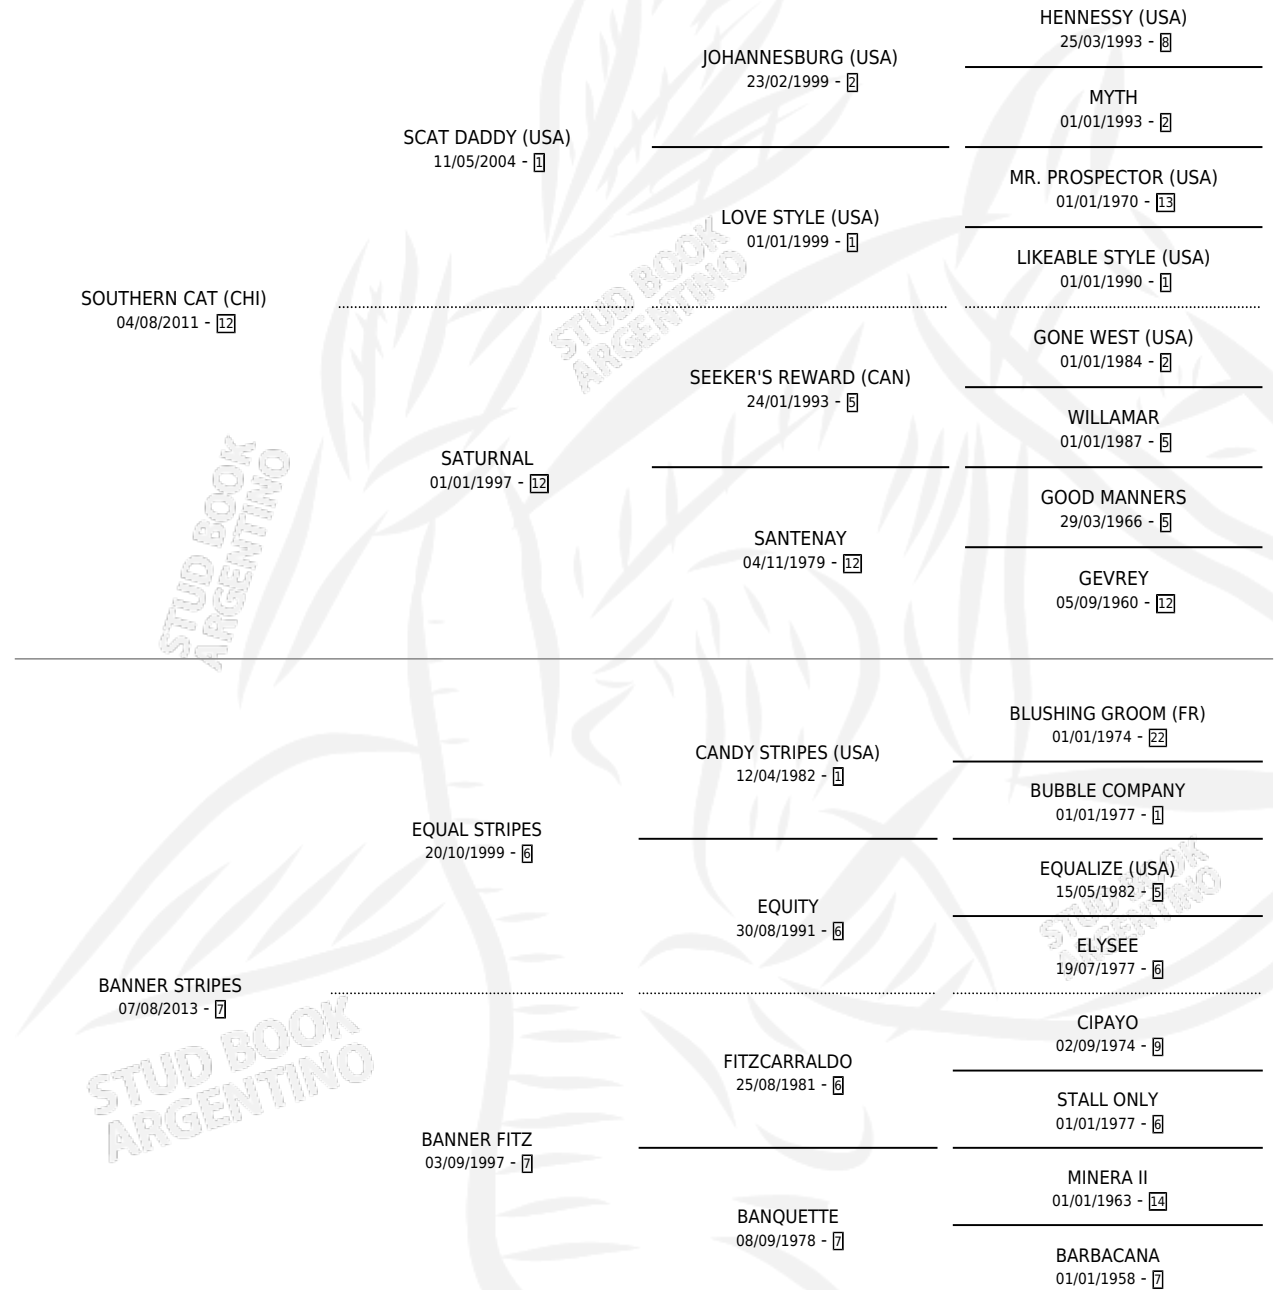 HENNESSY (USA)
25/03/1993 - 8
JOHANNESBURG (USA)
23/02/1999 - 2
MYTH
01/01/1993 - 2
SCAT DADDY (USA)
11/05/2004 - 1
MR. PROSPECTOR (USA)
01/01/1970 - 13
LOVE STYLE (USA)
01/01/1999 - 1
LIKEABLE STYLE (USA)
01/01/1990 - 1
SOUTHERN CAT (CHI)
04/08/2011 - 12
GONE WEST (USA)
01/01/1984 - 2
SEEKER'S REWARD (CAN)
24/01/1993 - 5
WILLAMAR
01/01/1987 - 5
SATURNAL
01/01/1997 - 12
GOOD MANNERS
29/03/1966 - 5
SANTENAY
04/11/1979 - 12
GEVREY
05/09/1960 - 12
BLUSHING GROOM (FR)
01/01/1974 - 22
CANDY STRIPES (USA)
12/04/1982 - 1
BUBBLE COMPANY
01/01/1977 - 1
EQUAL STRIPES
20/10/1999 - 6
EQUALIZE (USA)
15/05/1982 - 5
EQUITY
30/08/1991 - 6
ELYSEE
19/07/1977 - 6
BANNER STRIPES
07/08/2013 - 7
CIPAYO
02/09/1974 - 9
FITZCARRALDO
25/08/1981 - 6
STALL ONLY
01/01/1977 - 6
BANNER FITZ
03/09/1997 - 7
MINERA II
01/01/1963 - 14
BANQUETTE
08/09/1978 - 7
BARBACANA
01/01/1958 - 7
STUD BOOK
ARGENTINO
STUD BOOK
ARGENTINO
STUD BOOK
ARGENTINO
STUD BOOK
ARGENTINO